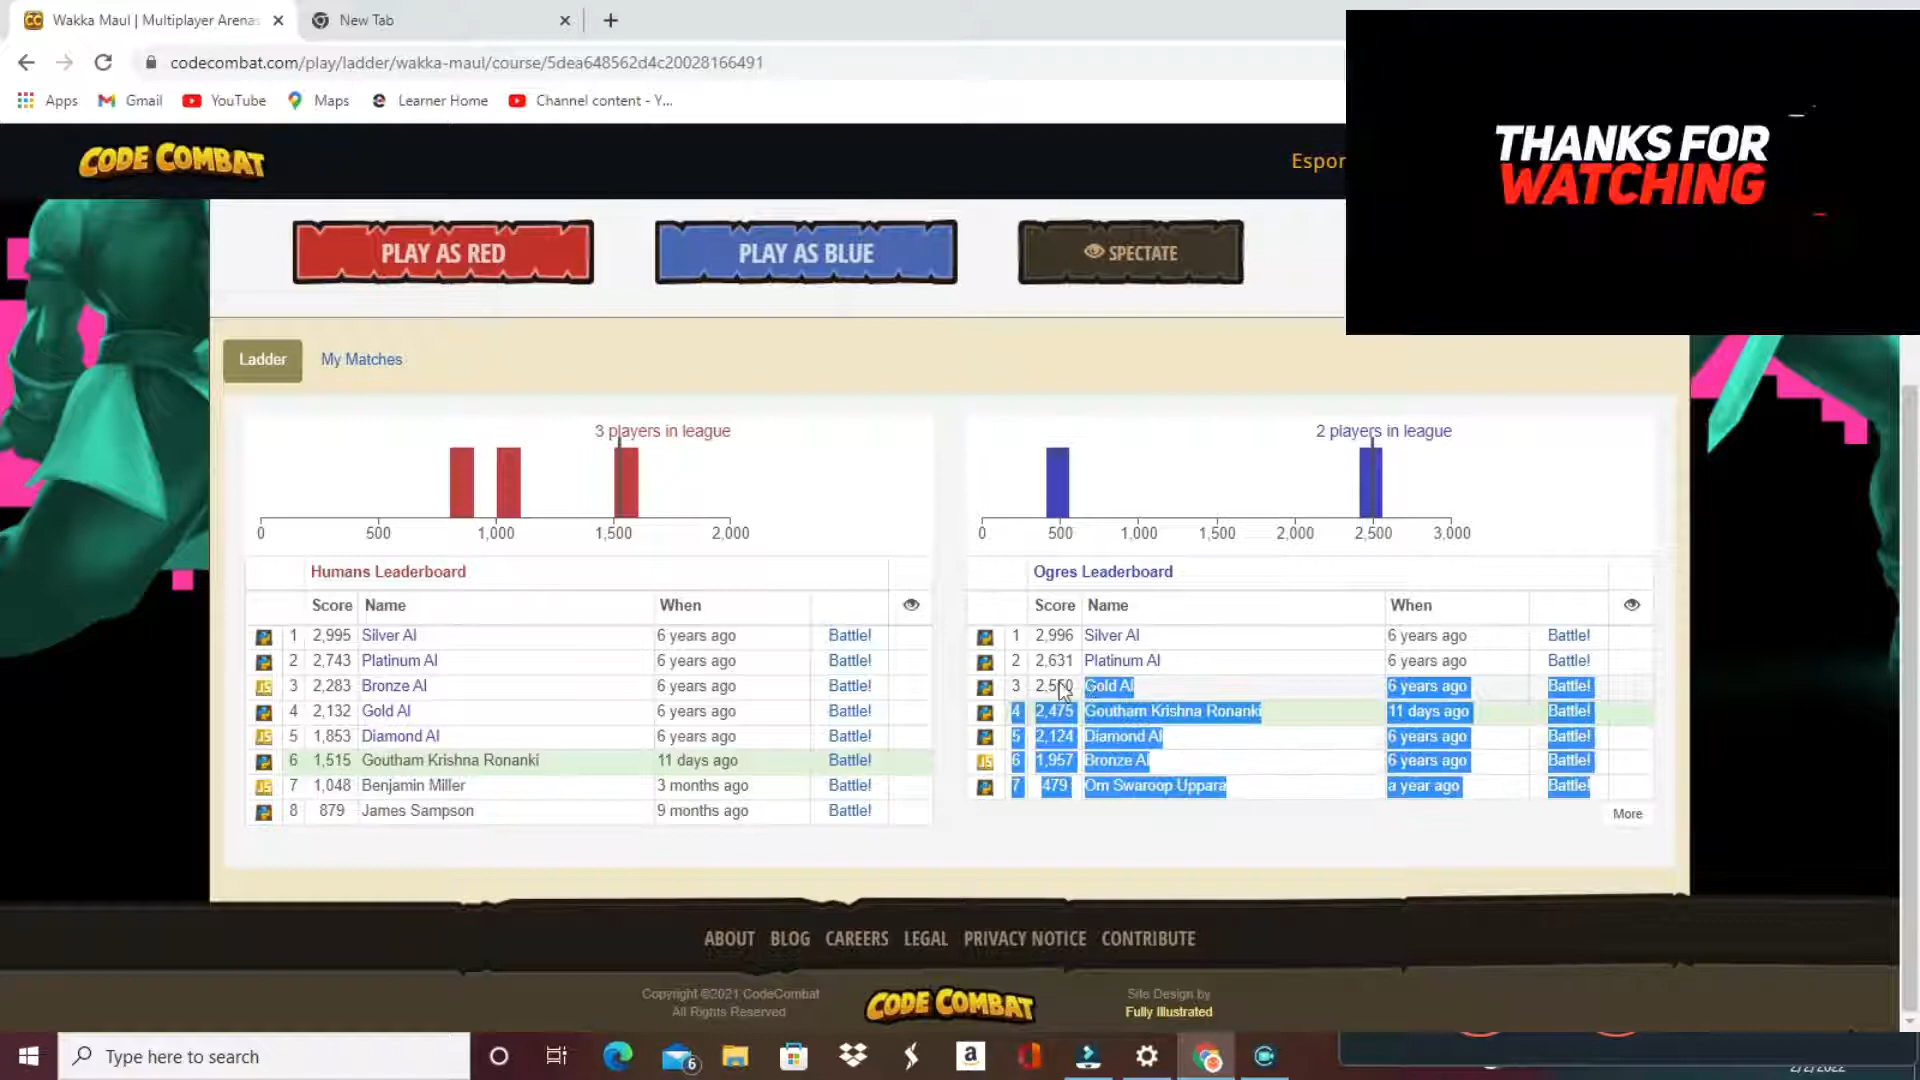 Wakka Maul | Multiplayer Arenas
New Tab
codecombat.com/play/ladder/wakka-maul/course/5dea648562d4c20028166491
Apps Gmail YouTube Maps Learner Home Channel content - Y...
CODE COMBAT
Espor
THANKS FOR
WATCHING
PLAY AS RED PLAY AS BLUE SPECTATE
Ladder My Matches
3 players in league
0 500 1,000 1,500 2,000
Humans Leaderboard
Score Name When
1 2,995 Silver AI 6 years ago Battle!
2 2,743 Platinum AI 6 years ago Battle!
JS 3 2,283 Bronze AI 6 years ago Battle!
4 2,132 Gold AI 6 years ago Battle!
JS 5 1,853 Diamond AI 6 years ago Battle!
6 1,515 Goutham Krishna Ronanki 11 days ago Battle!
JS 7 1,048 Benjamin Miller 3 months ago Battle!
8 879 James Sampson 9 months ago Battle!
2 players in league
0 500 1,000 1,500 2,000 2,500 3,000
Ogres Leaderboard
Score Name When
1 2,996 Silver AI 6 years ago Battle!
2 2,631 Platinum AI 6 years ago Battle!
3 Gold AI 6 years ago Battle!
4 2,475 Goutham Krishna Ronanki 11 days ago Battle!
5 2,124 Diamond AI 6 years ago Battle!
JS 6 1,957 Bronze AI 6 years ago Battle!
7 479 Om Swaroop Uppara a year ago Battle!
More
ABOUT BLOG CAREERS LEGAL PRIVACY NOTICE CONTRIBUTE
Copyright ©2021 CodeCombat
All Rights Reserved
CODE COMBAT
Site Design by
Fully Illustrated
Type here to search
6
2/2/2022